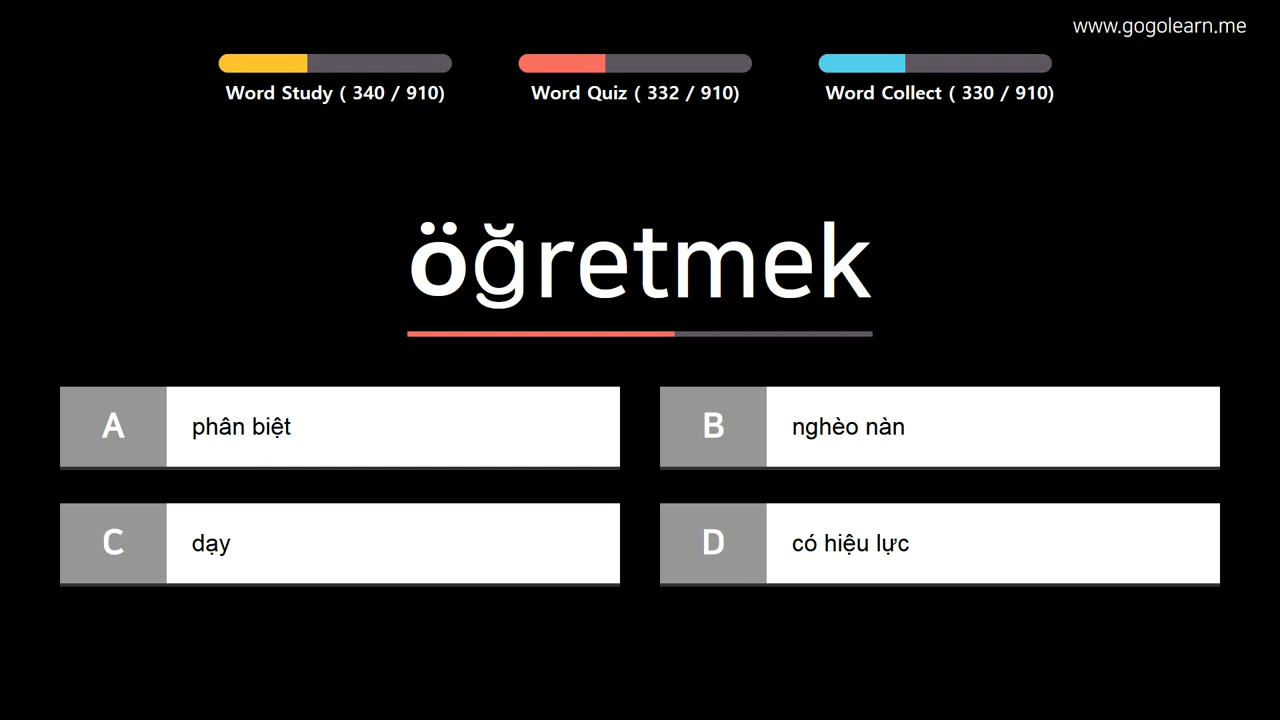 www.gogolearn.me
Word Study ( 340 / 910)
Word Quiz ( 332 / 910)
Word Collect ( 330 / 910)
öğretmek
A phân biệt
B nghèo nàn
C dạy
D có hiệu lực